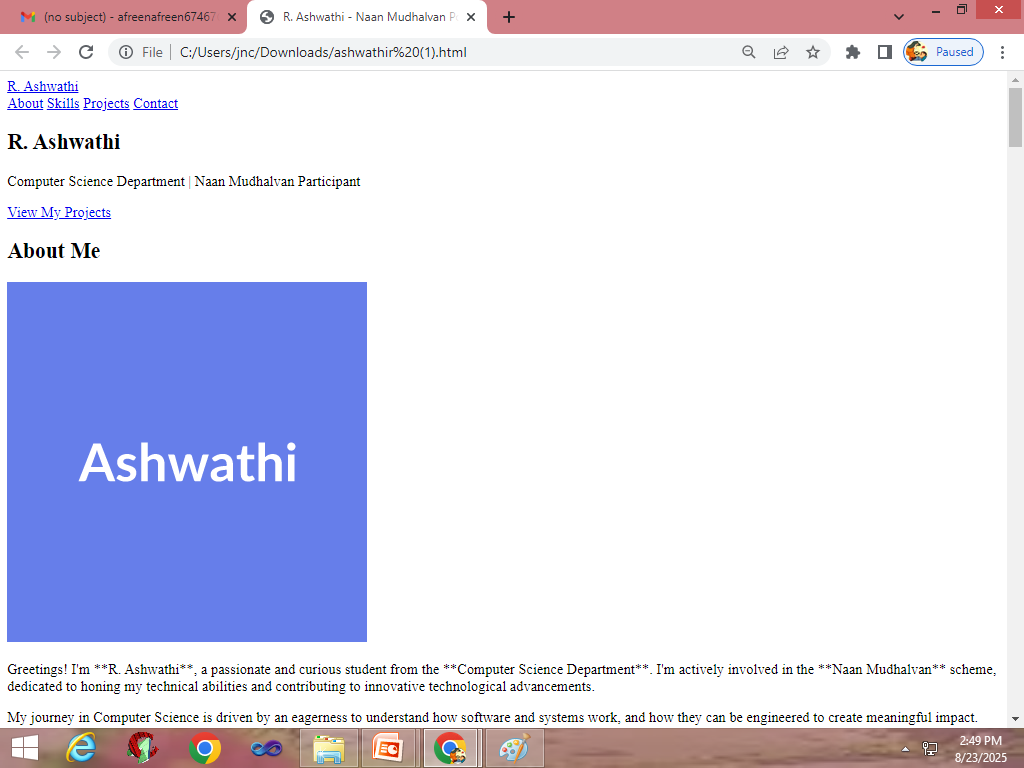 (no subject) - afreenafreen67467
R. Ashwathi - Naan Mudhalvan P
File
C:/Users/jnc/Downloads/ashwathir%20(1).html
Paused
R. Ashwathi
About Skills Projects Contact
R. Ashwathi
Computer Science Department | Naan Mudhalvan Participant
View My Projects
About Me
Ashwathi
Greetings! I'm **R. Ashwathi**, a passionate and curious student from the **Computer Science Department**. I'm actively involved in the **Naan Mudhalvan** scheme,
dedicated to honing my technical abilities and contributing to innovative technological advancements.
My journey in Computer Science is driven by an eagerness to understand how software and systems work, and how they can be engineered to create meaningful impact.
2:49 PM
8/23/2025